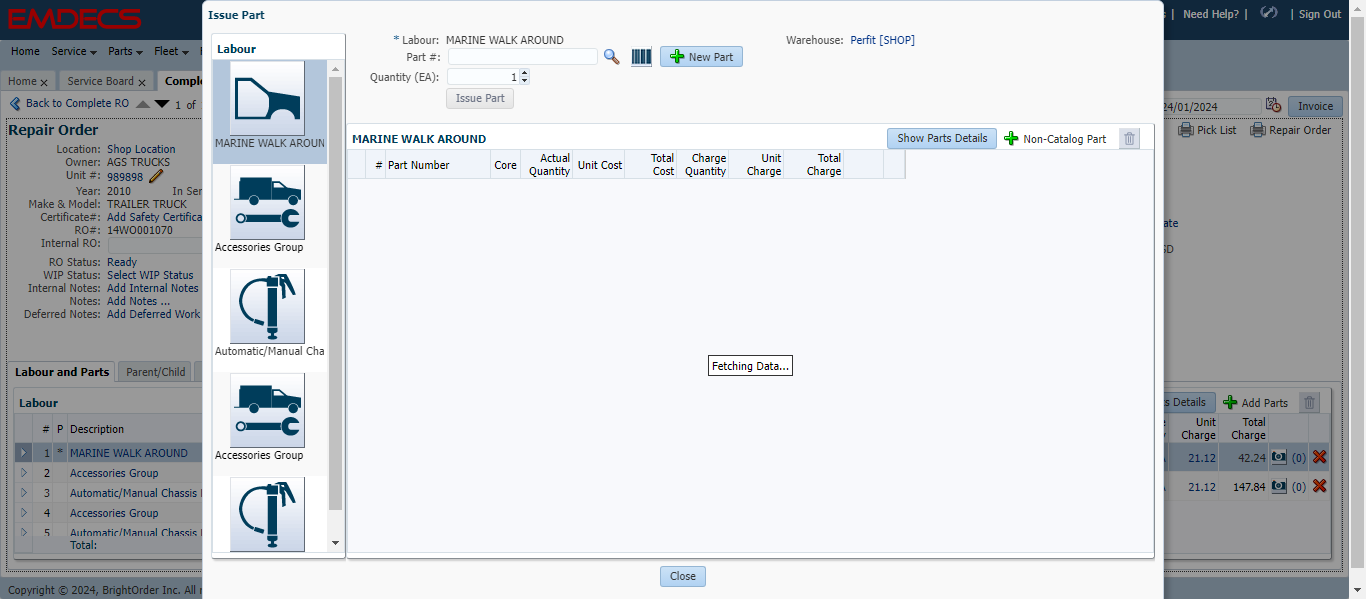 EMDECS
Issue Part
s | Need Help? | | Sign Out
Home Service Parts Fleet
Home x Service Board x Comple
Back to Complete RO 1 of
24/01/2024 Invoice
Pick List Repair Order
Repair Order
Location: Shop Location
Owner: AGS TRUCKS
Unit #: 989898
Year: 2010 In Ser
Make & Model: TRAILER TRUCK
Certificate#: Add Safety Certifica
RO#: 14WO001070
Internal RO:
RO Status: Ready
WIP Status: Select WIP Status
Internal Notes: Add Internal Notes
Notes: Add Notes ...
Deferred Notes: Add Deferred Work
Labour and Parts Parent/Child
Labour
# P Description
1 * MARINE WALK AROUND
2 Accessories Group
3 Automatic/Manual Chassis
4 Accessories Group
5 Automatic/Manual Chassis
Total:
Copyright © 2024, BrightOrder Inc. All r
Labour
MARINE WALK AROUN
Accessories Group
Automatic/Manual Cha
Accessories Group
* Labour: MARINE WALK AROUND
Warehouse: Perfit [SHOP]
Part #: New Part
Quantity (EA): 1
Issue Part
MARINE WALK AROUND
Show Parts Details Non-Catalog Part
# Part Number Core Actual Quantity Unit Cost Total Cost Charge Quantity Unit Charge Total Charge
Fetching Data...
Close
ate
SD
s Details Add Parts
Unit Charge Total Charge
21.12 42.24 (0)
21.12 147.84 (0)